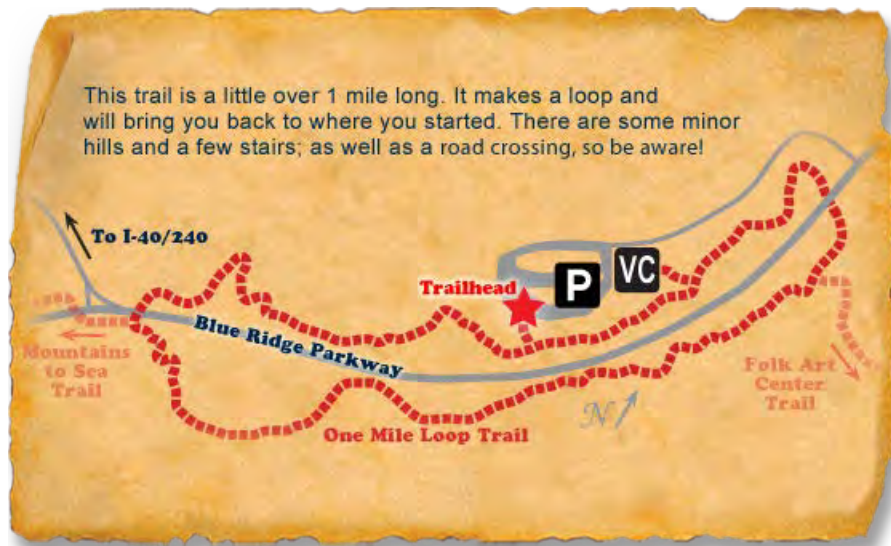 This trail is a little over 1 mile long. It makes a loop and
will bring you back to where you started. There are some minor
hills and a few stairs; as well as a road crossing, so be aware!
To I-40/240
Trailhead
P
VC
Blue Ridge Parkway
Mountains
to Sea
Trail
Folk Art
Center
Trail
N
One Mile Loop Trail